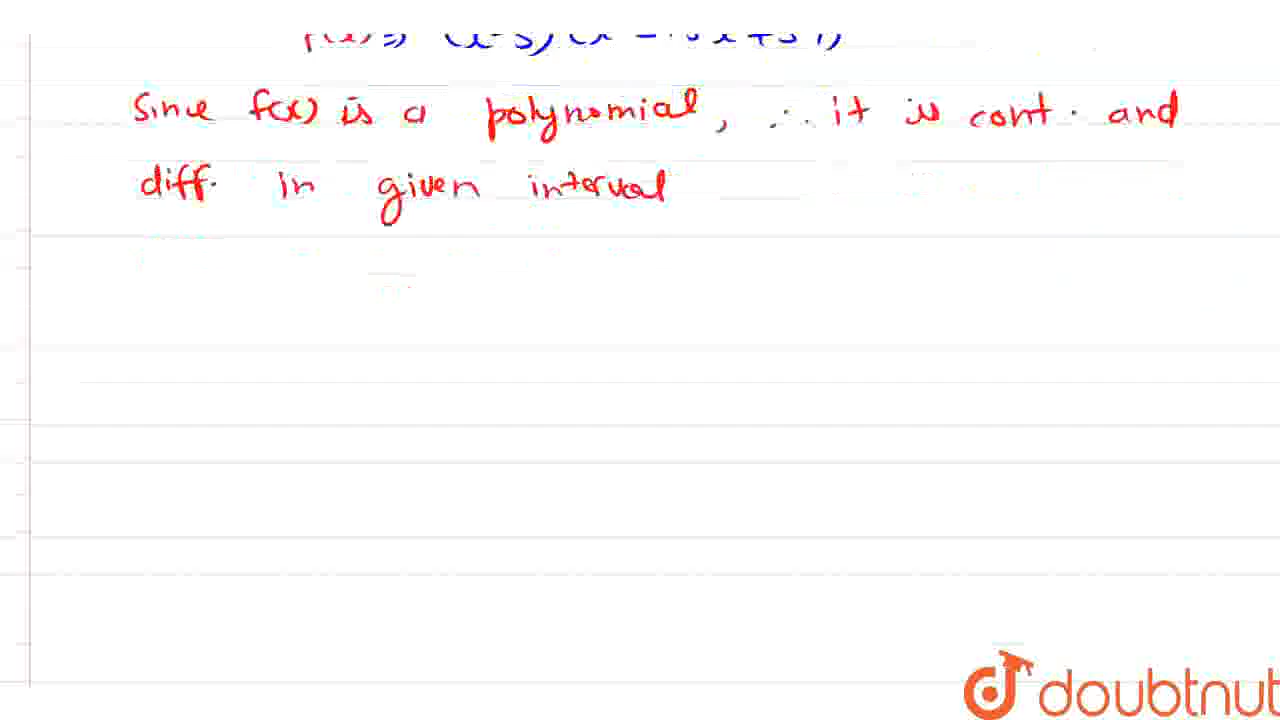 Since f(x) is a polynomial, ∴ it is cont. and
diff. in given interval
doubtnut